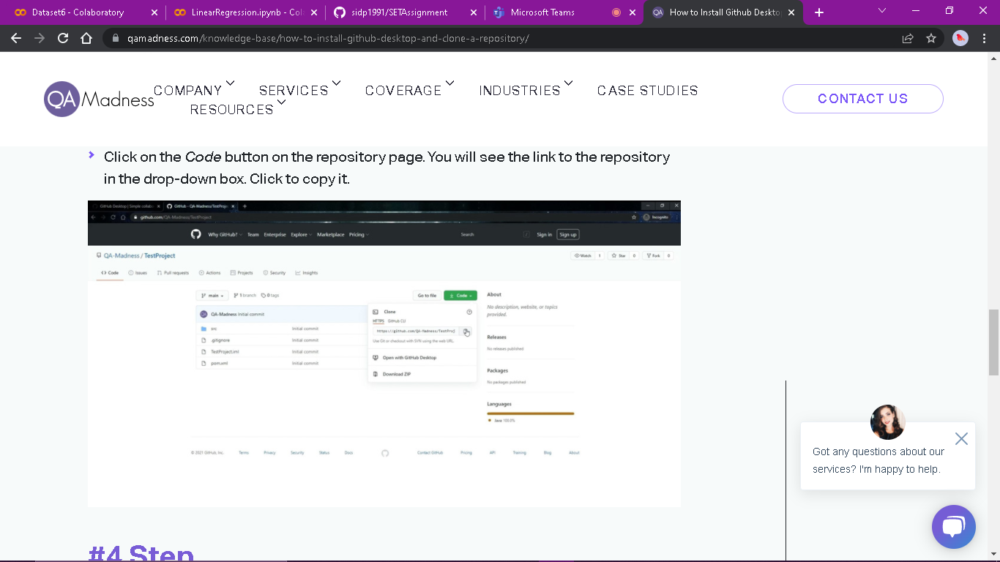 Dataset6 - Colaboratory
LinearRegression.ipynb - Col
sidp1991/SETAssignment
Microsoft Teams
QA How to Install Github Deskto
qamadness.com/knowledge-base/how-to-install-github-desktop-and-clone-a-repository/
QA Madness
COMPANY SERVICES COVERAGE INDUSTRIES CASE STUDIES
RESOURCES
CONTACT US
Click on the Code button on the repository page. You will see the link to the repository
in the drop-down box. Click to copy it.
GitHub Desktop | Simple collab
GitHub - QA-Madness/TestProje
github.com/QA-Madness/TestProject
Incognito
Why GitHub? Team Enterprise Explore Marketplace Pricing
Search /
Sign in Sign up
QA-Madness / TestProject
Watch 1 Star 0 Fork 0
<> Code Issues Pull requests Actions Projects Security Insights
main 1 branch 0 tags
Go to file Code
QA-Madness Initial commit
src Initial commit
.gitignore Initial commit
TestProject.iml Initial commit
pom.xml Initial commit
Clone
HTTPS GitHub CLI
https://github.com/QA-Madness/TestProj
Use Git or checkout with SVN using the web URL.
Open with GitHub Desktop
Download ZIP
About
No description, website, or topics
provided.
Releases
No releases published
Packages
No packages published
Languages
Java 100.0%
© 2021 GitHub, Inc. Terms Privacy Security Status Docs Contact GitHub Pricing API Training Blog About
Got any questions about our
services? I'm happy to help.
#4 Step